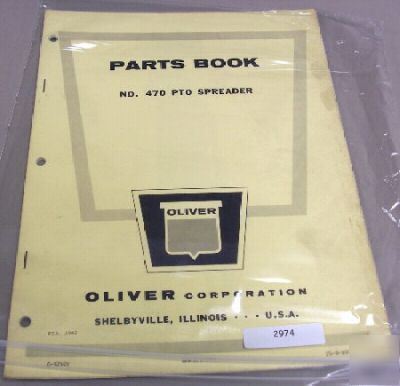 PARTS BOOK
NO. 470 PTO SPREADER
OLIVER
OLIVER CORPORATION
SHELBYVILLE, ILLINOIS · · · U.S.A.
2974